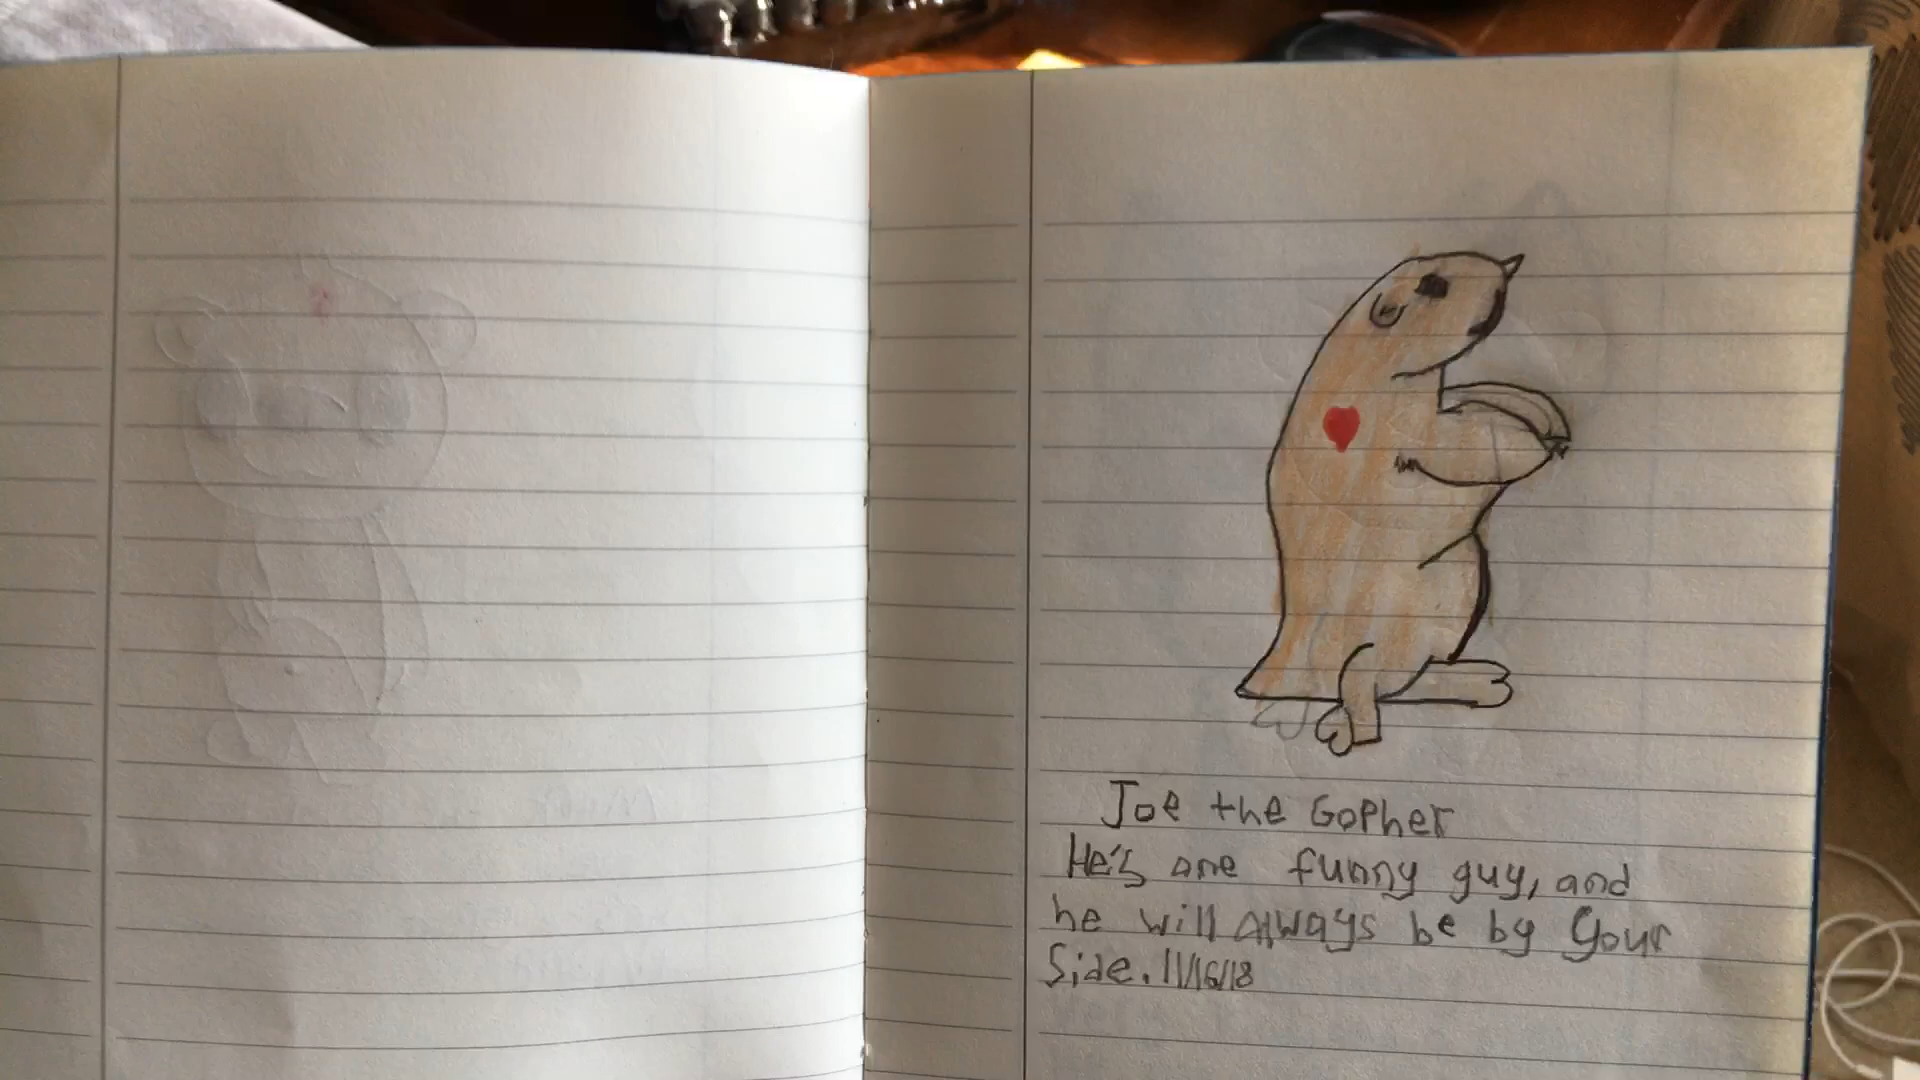 Joe the Gopher
He's one funny guy, and
he will always be by your
Side. 11/16/18